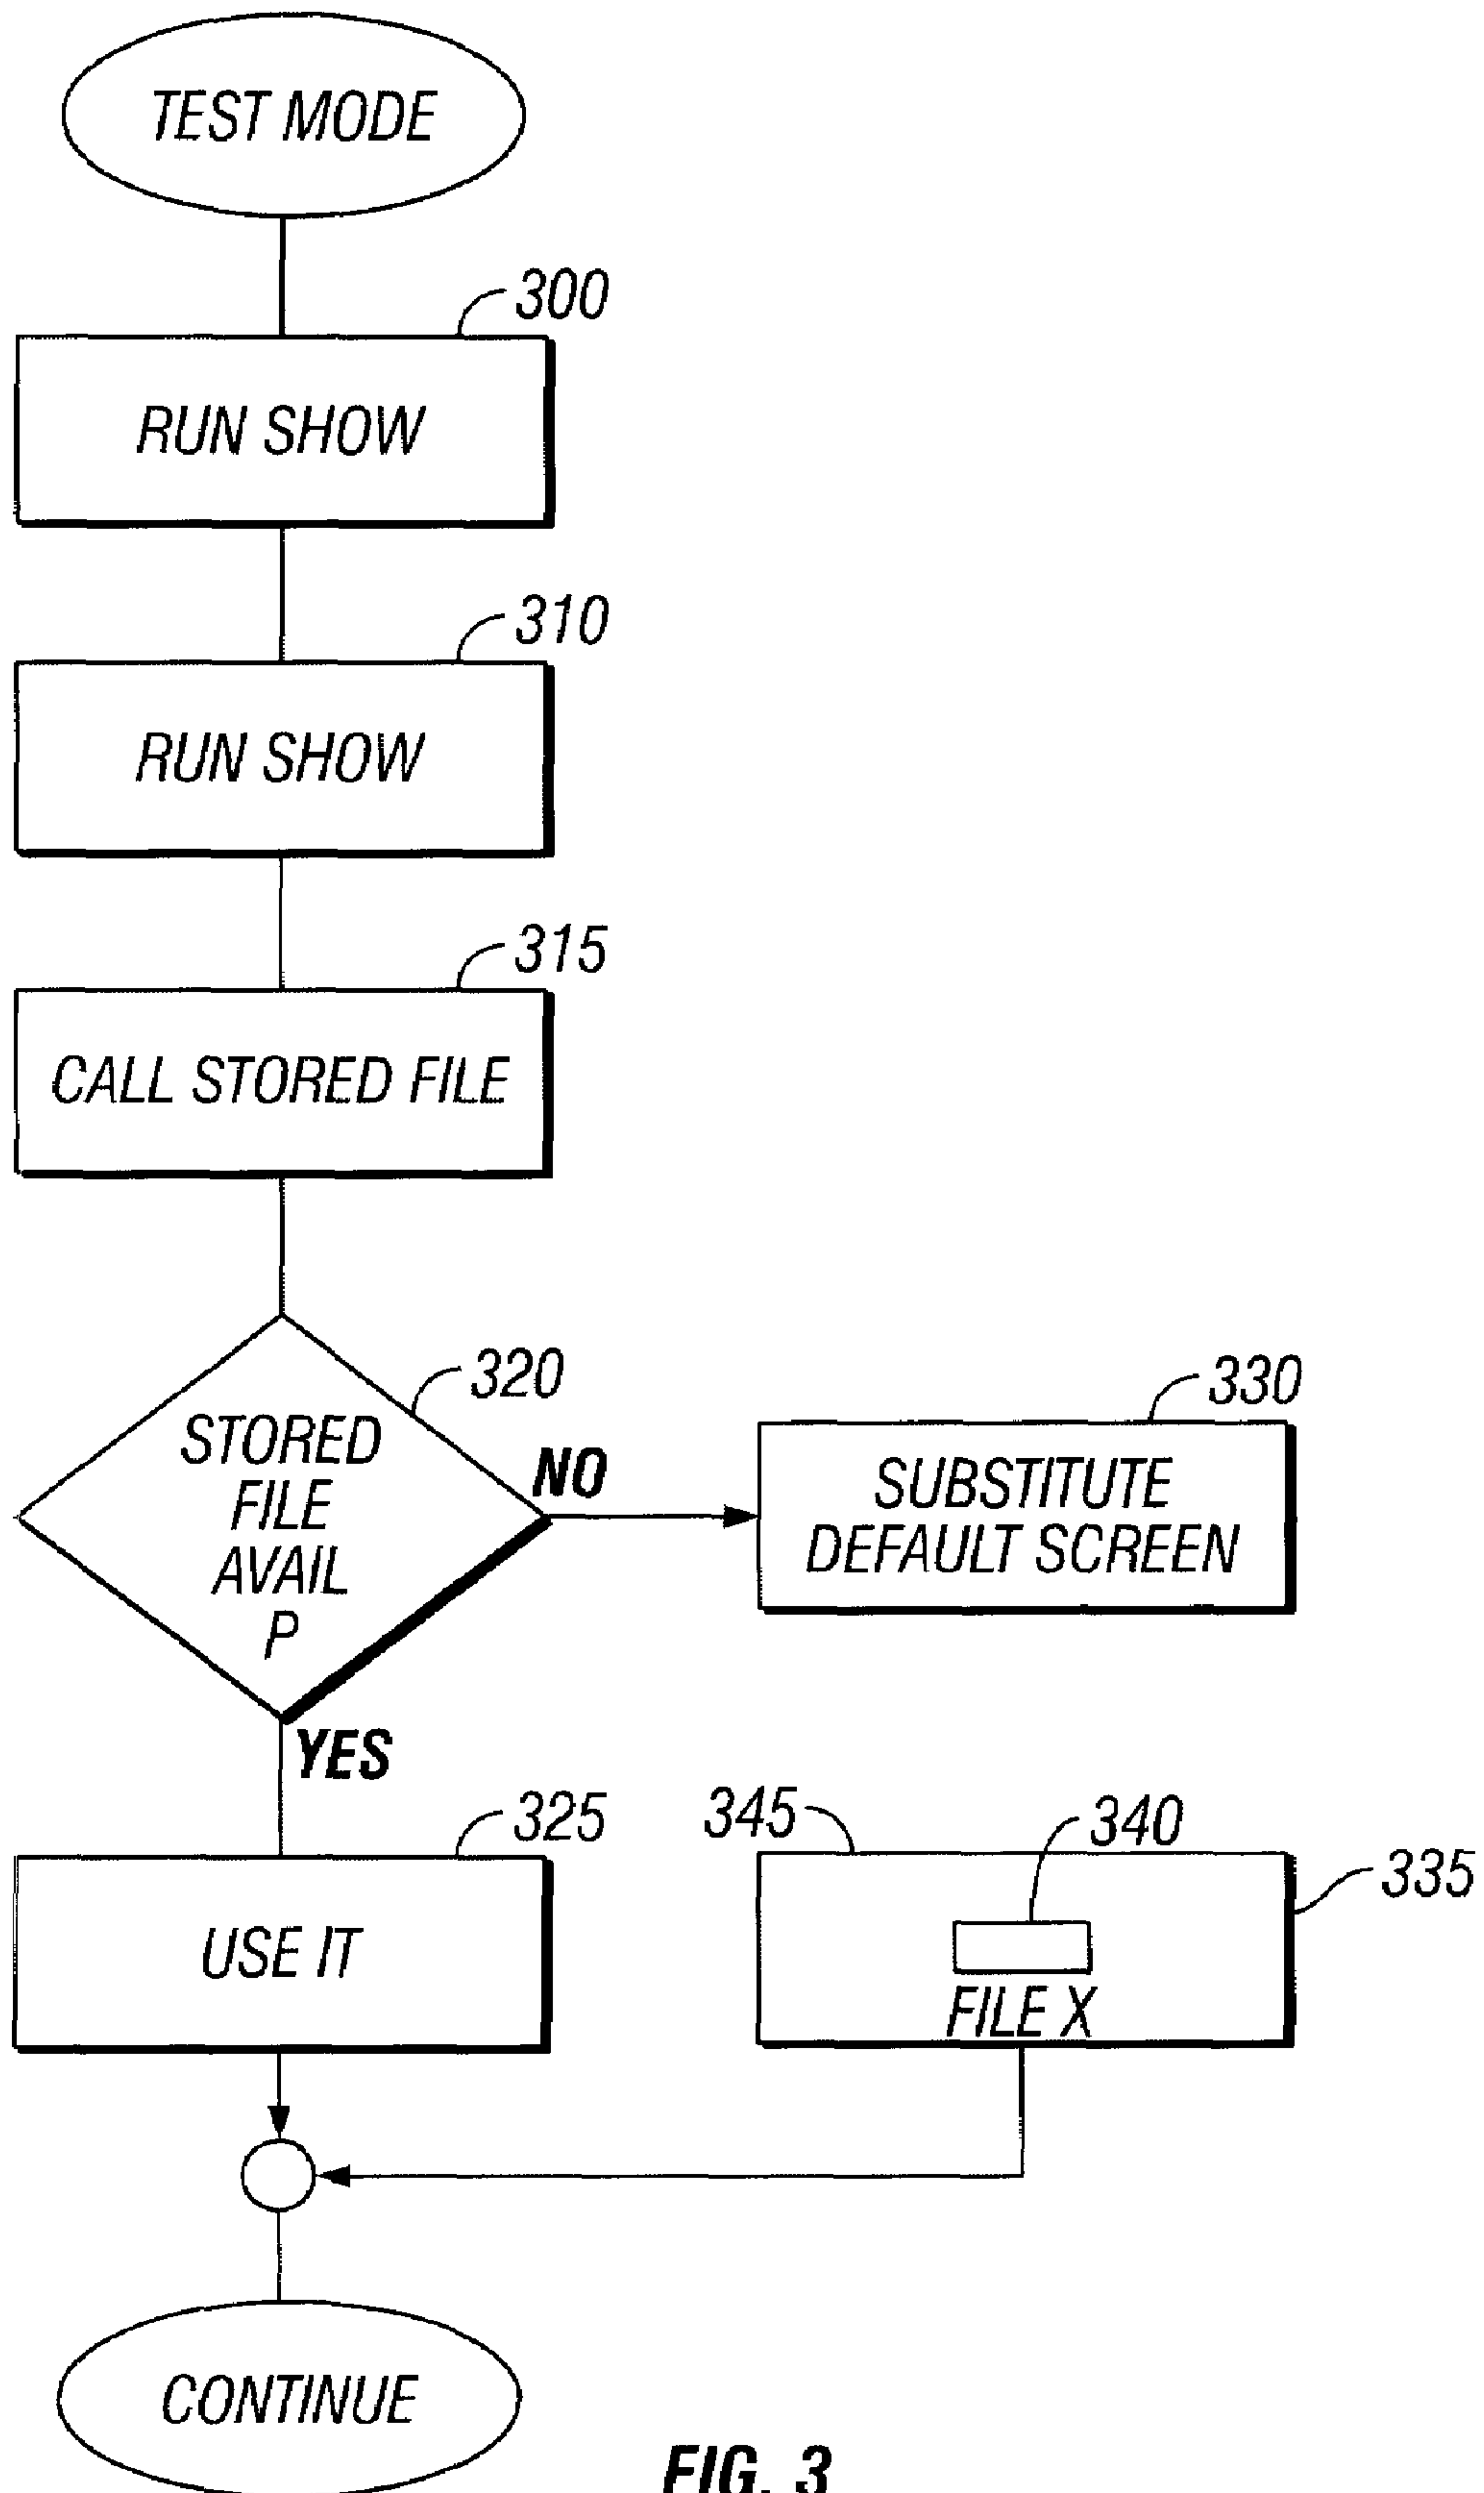 TEST MODE
300
RUN SHOW
310
RUN SHOW
315
CALL STORED FILE
320
STORED
FILE
AVAIL
P
NO
330
SUBSTITUTE
DEFAULT SCREEN
YES
325
USE IT
345
340
335
FILE X
CONTINUE
FIG. 3